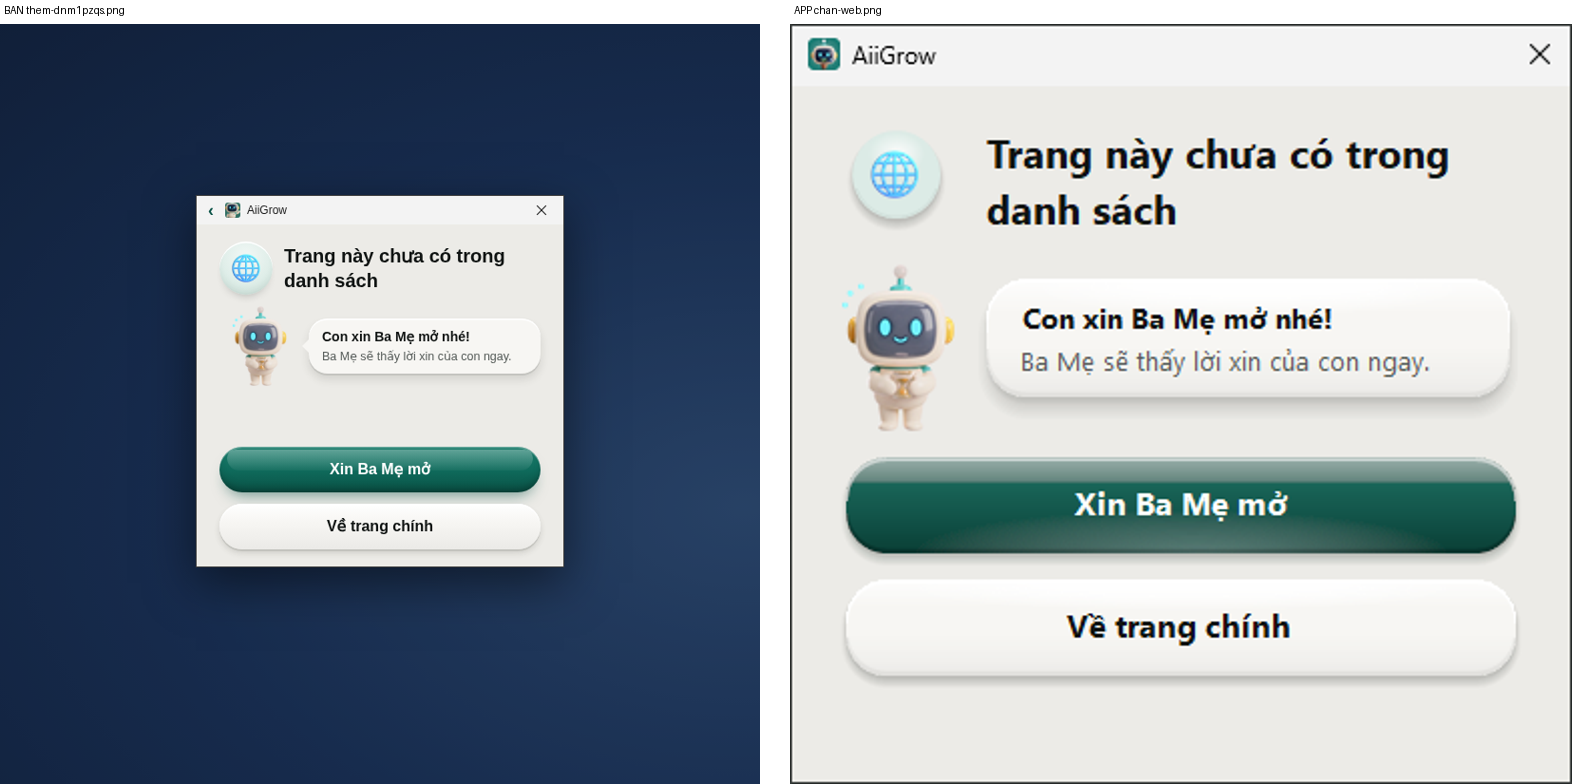 BAN them-dnm1pzqs.png
AiiGrow
Trang này chưa có trong
danh sách
Con xin Ba Mẹ mở nhé!
Ba Mẹ sẽ thấy lời xin của con ngay.
Xin Ba Mẹ mở
Về trang chính
APP chan-web.png
AiiGrow
Trang này chưa có trong
danh sách
Con xin Ba Mẹ mở nhé!
Ba Mẹ sẽ thấy lời xin của con ngay.
Xin Ba Mẹ mở
Về trang chính